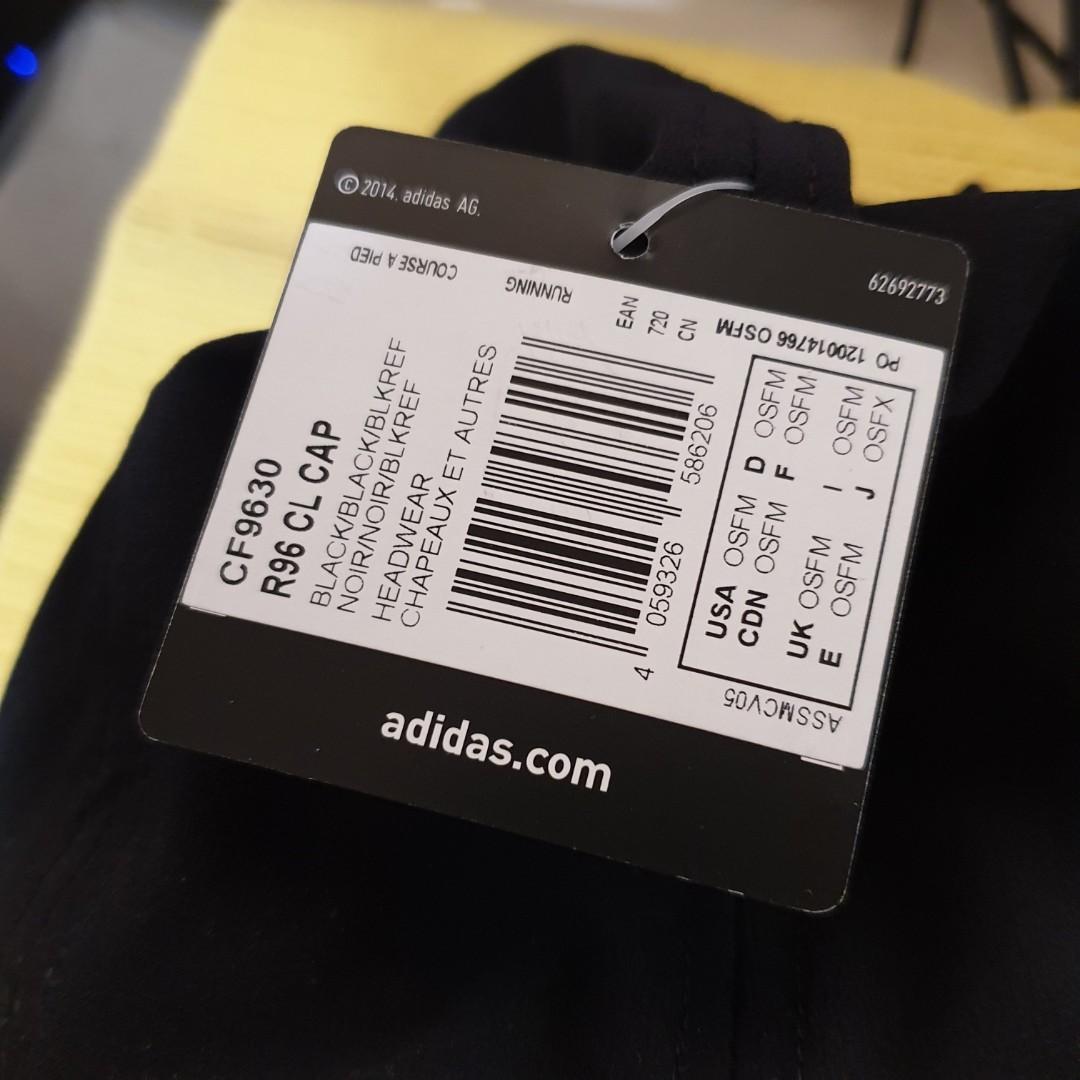 © 2014. adidas AG.
62692773
COURSE A PIED
RUNNING
PO 120014766 OSFM
EAN
720
CN
CF9630
R96 CL CAP
BLACK/BLACK/BLKREF
NOIR/NOIR/BLKREF
HEADWEAR
CHAPEAUX ET AUTRES
4 059326 586206
USA OSFM D OSFM
CDN OSFM F OSFM
UK OSFM I OSFM
E OSFM J OSFX
ASSMCV05
adidas.com